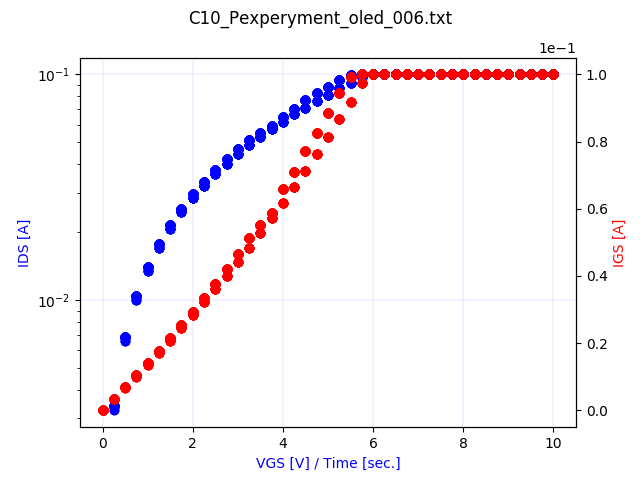 C10_Pexperyment_oled_006.txt
1e−1
10⁻¹
10⁻²
IDS [A]
1.0
0.8
0.6
0.4
0.2
0.0
IGS [A]
0 2 4 6 8 10
VGS [V] / Time [sec.]